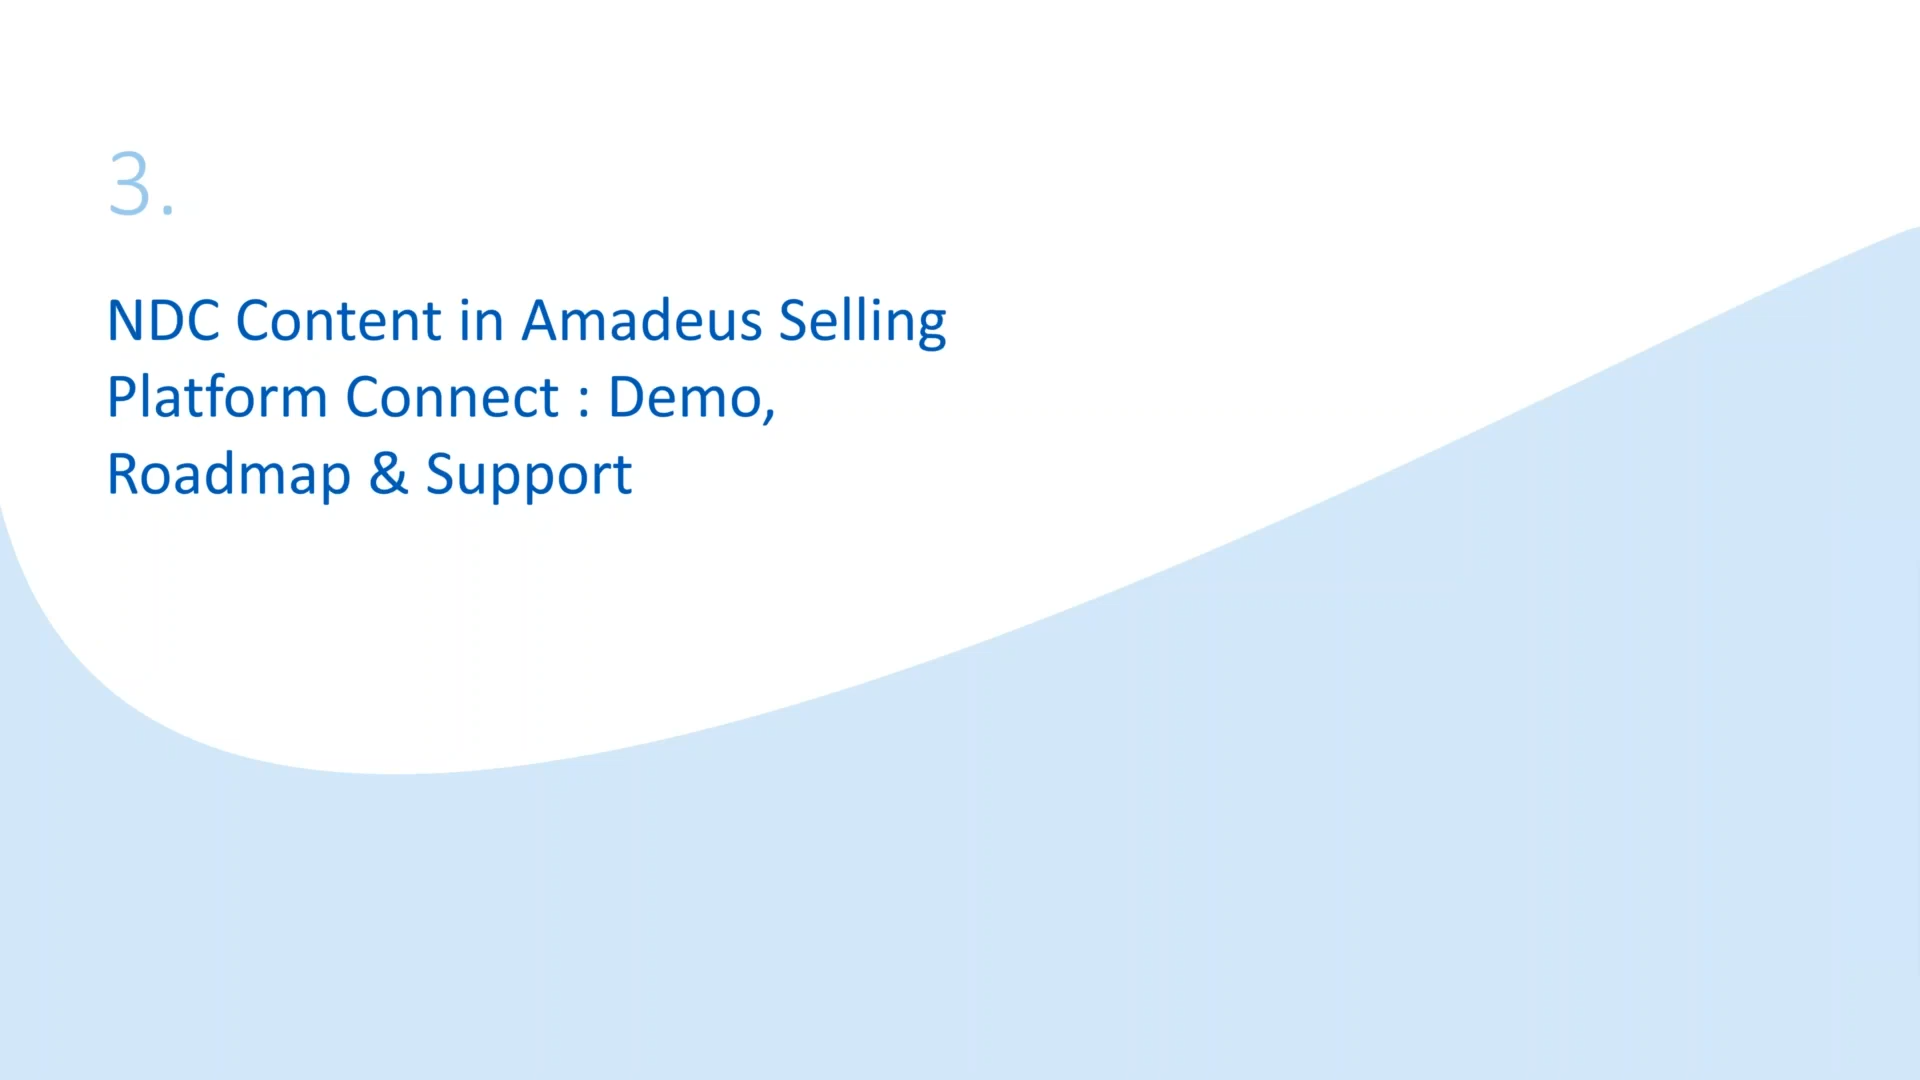 3.
NDC Content in Amadeus Selling
Platform Connect : Demo,
Roadmap & Support